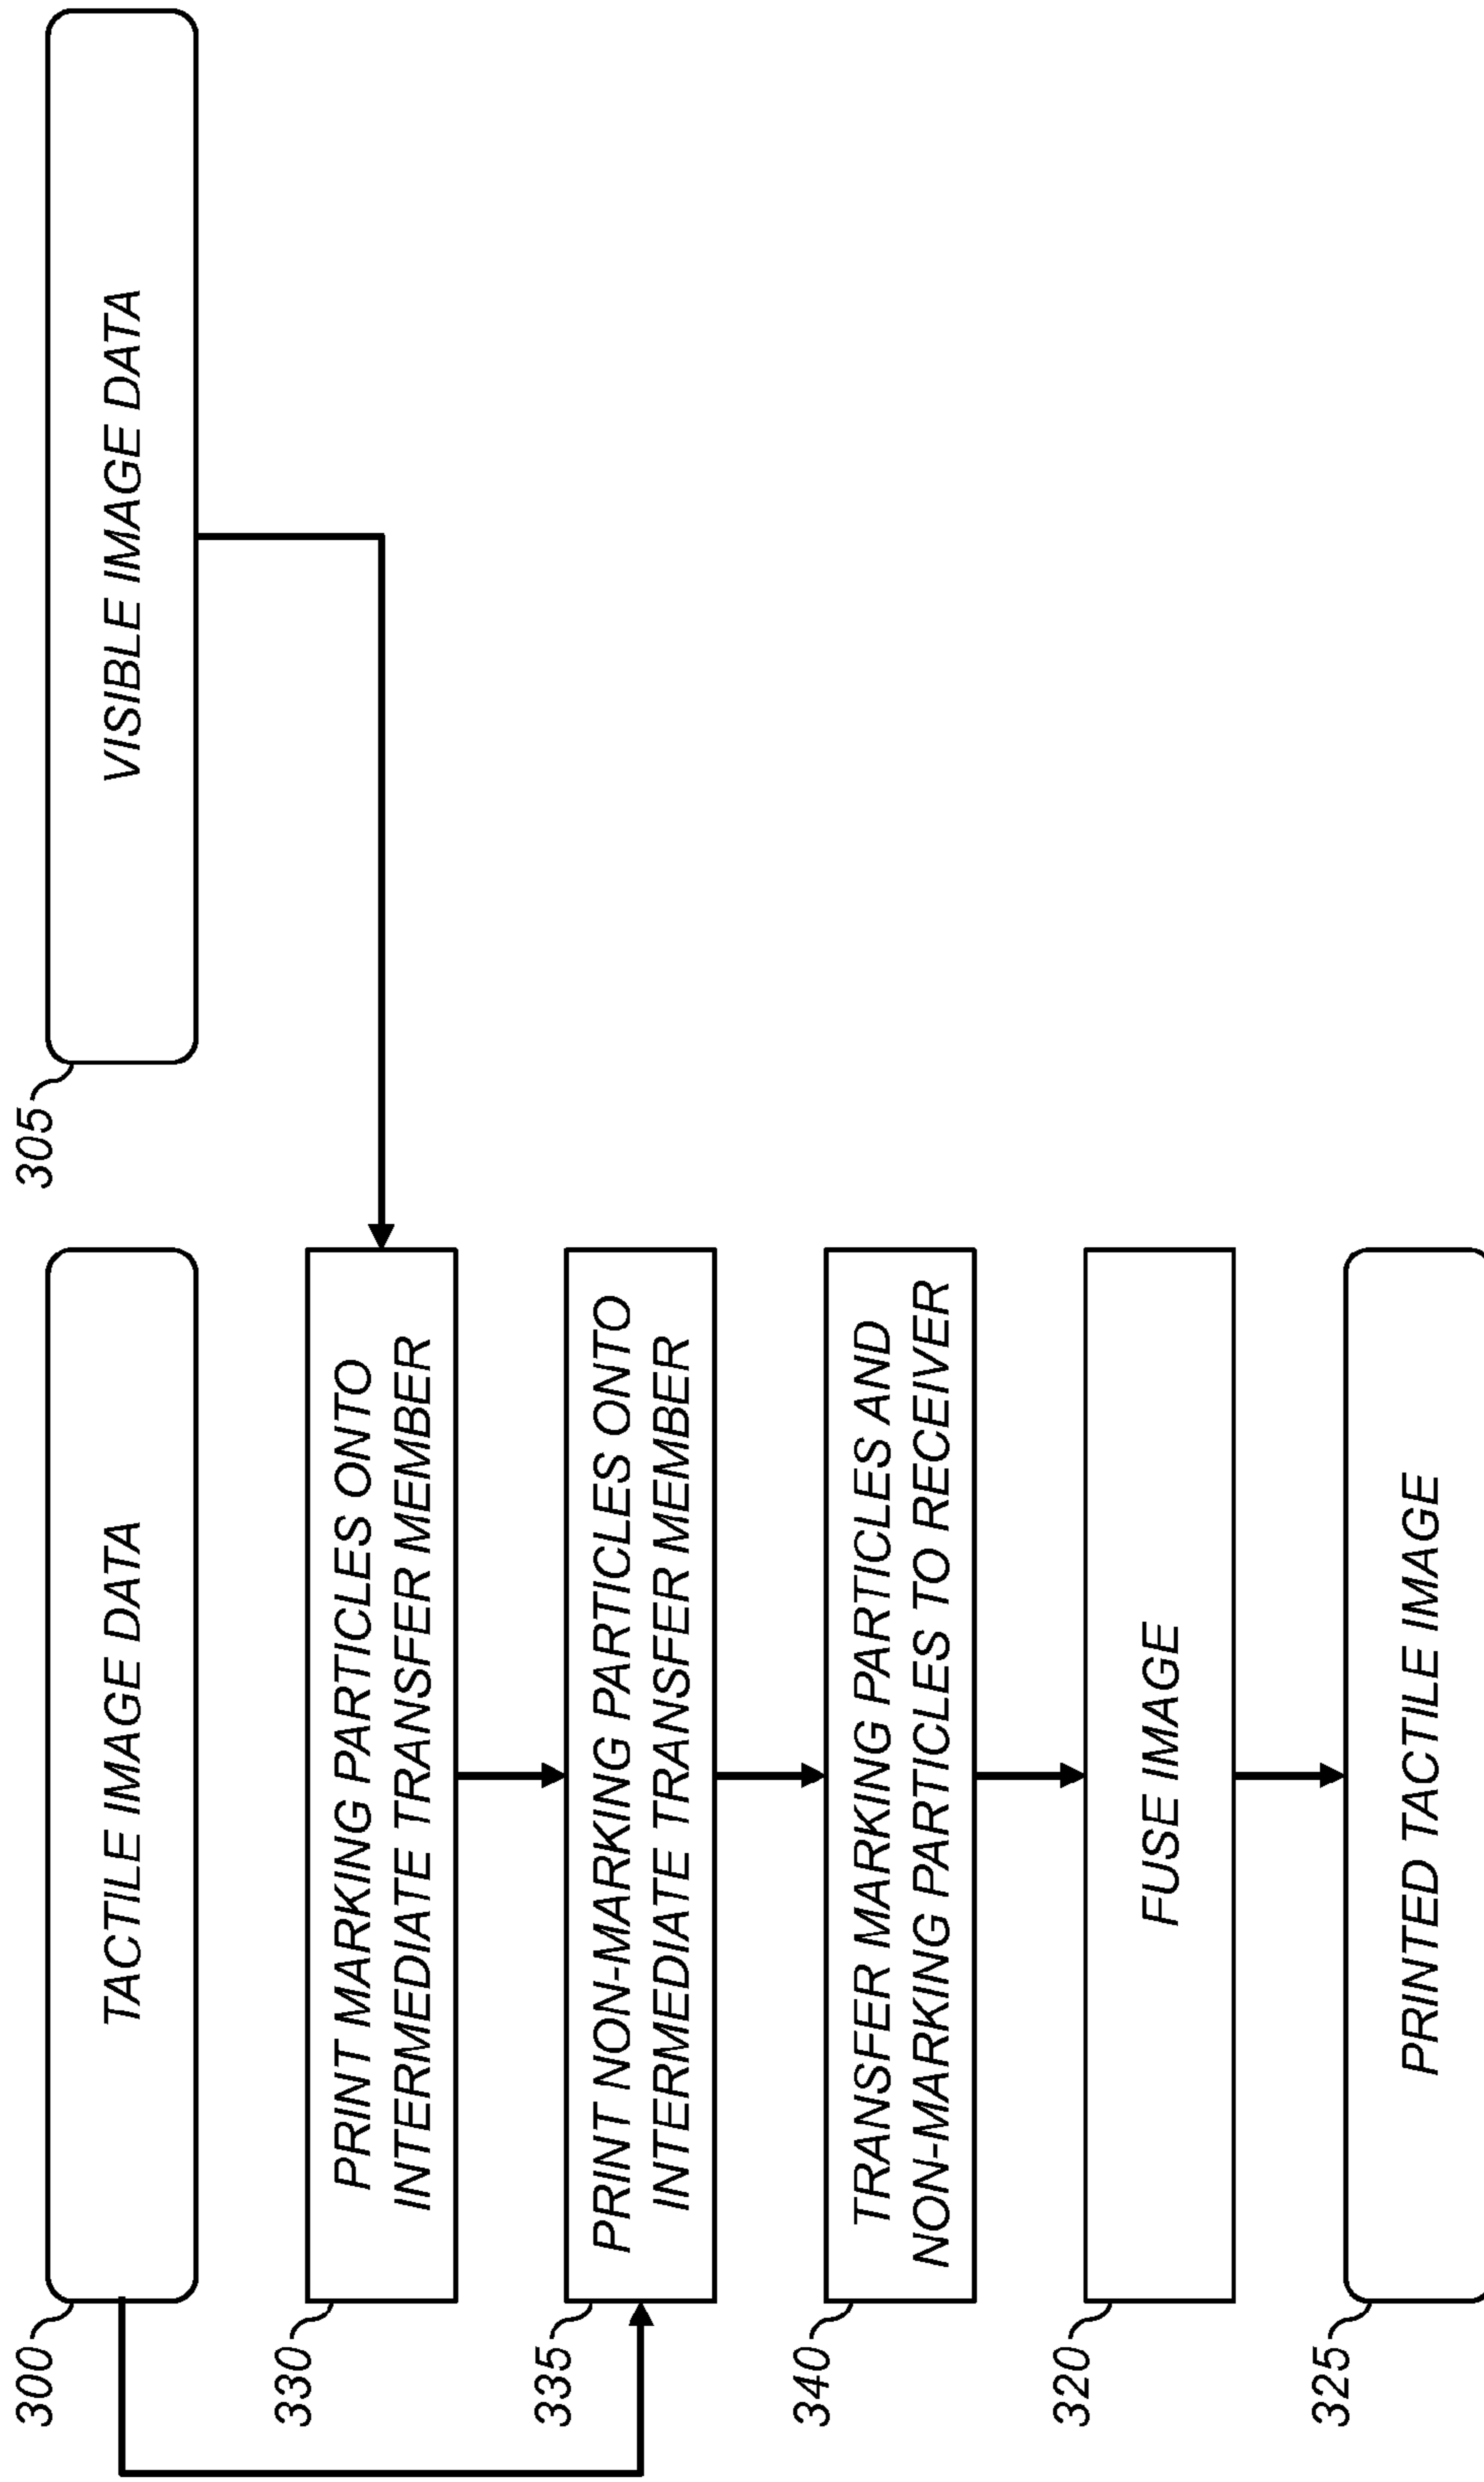 300
TACTILE IMAGE DATA
305
VISIBLE IMAGE DATA
330
PRINT MARKING PARTICLES ONTO
INTERMEDIATE TRANSFER MEMBER
335
PRINT NON-MARKING PARTICLES ONTO
INTERMEDIATE TRANSFER MEMBER
340
TRANSFER MARKING PARTICLES AND
NON-MARKING PARTICLES TO RECEIVER
320
FUSE IMAGE
325
PRINTED TACTILE IMAGE